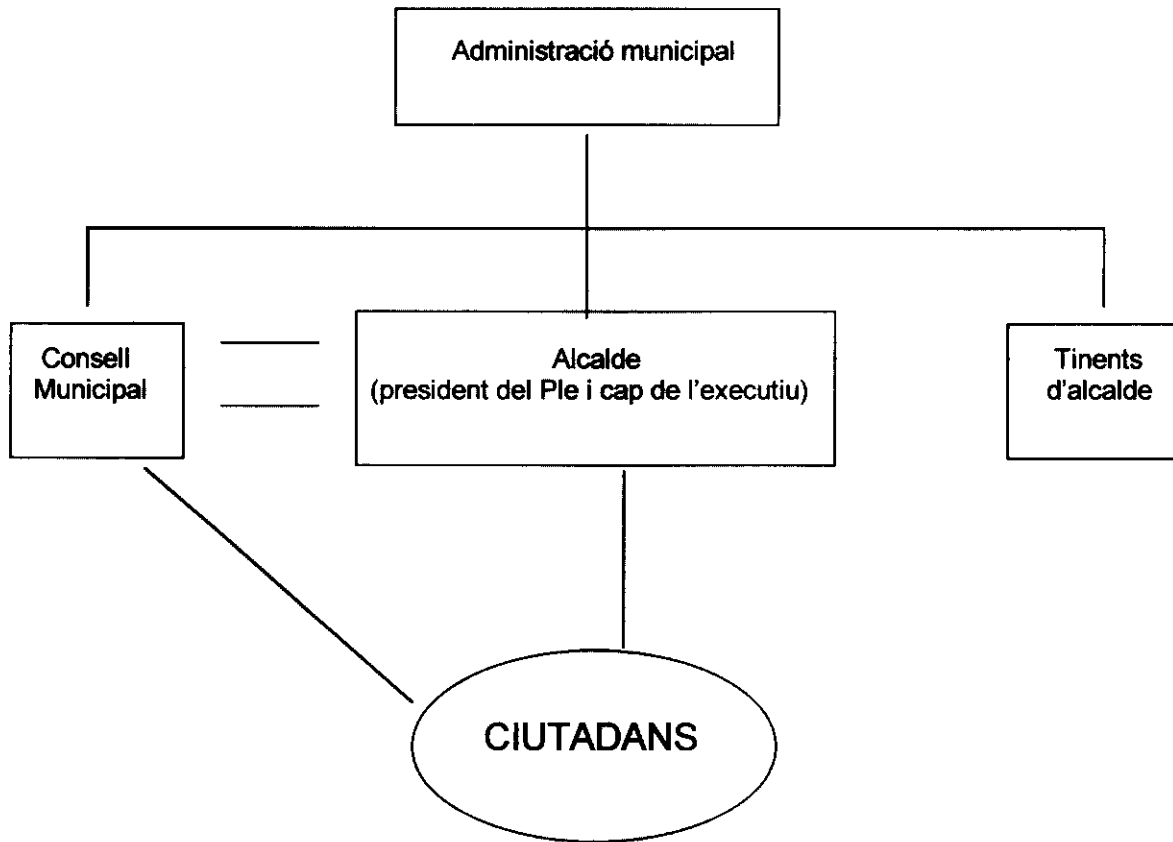 Administració municipal
Consell
Municipal
Alcalde
(president del Ple i cap de l'executiu)
Tinents
d'alcalde
CIUTADANS